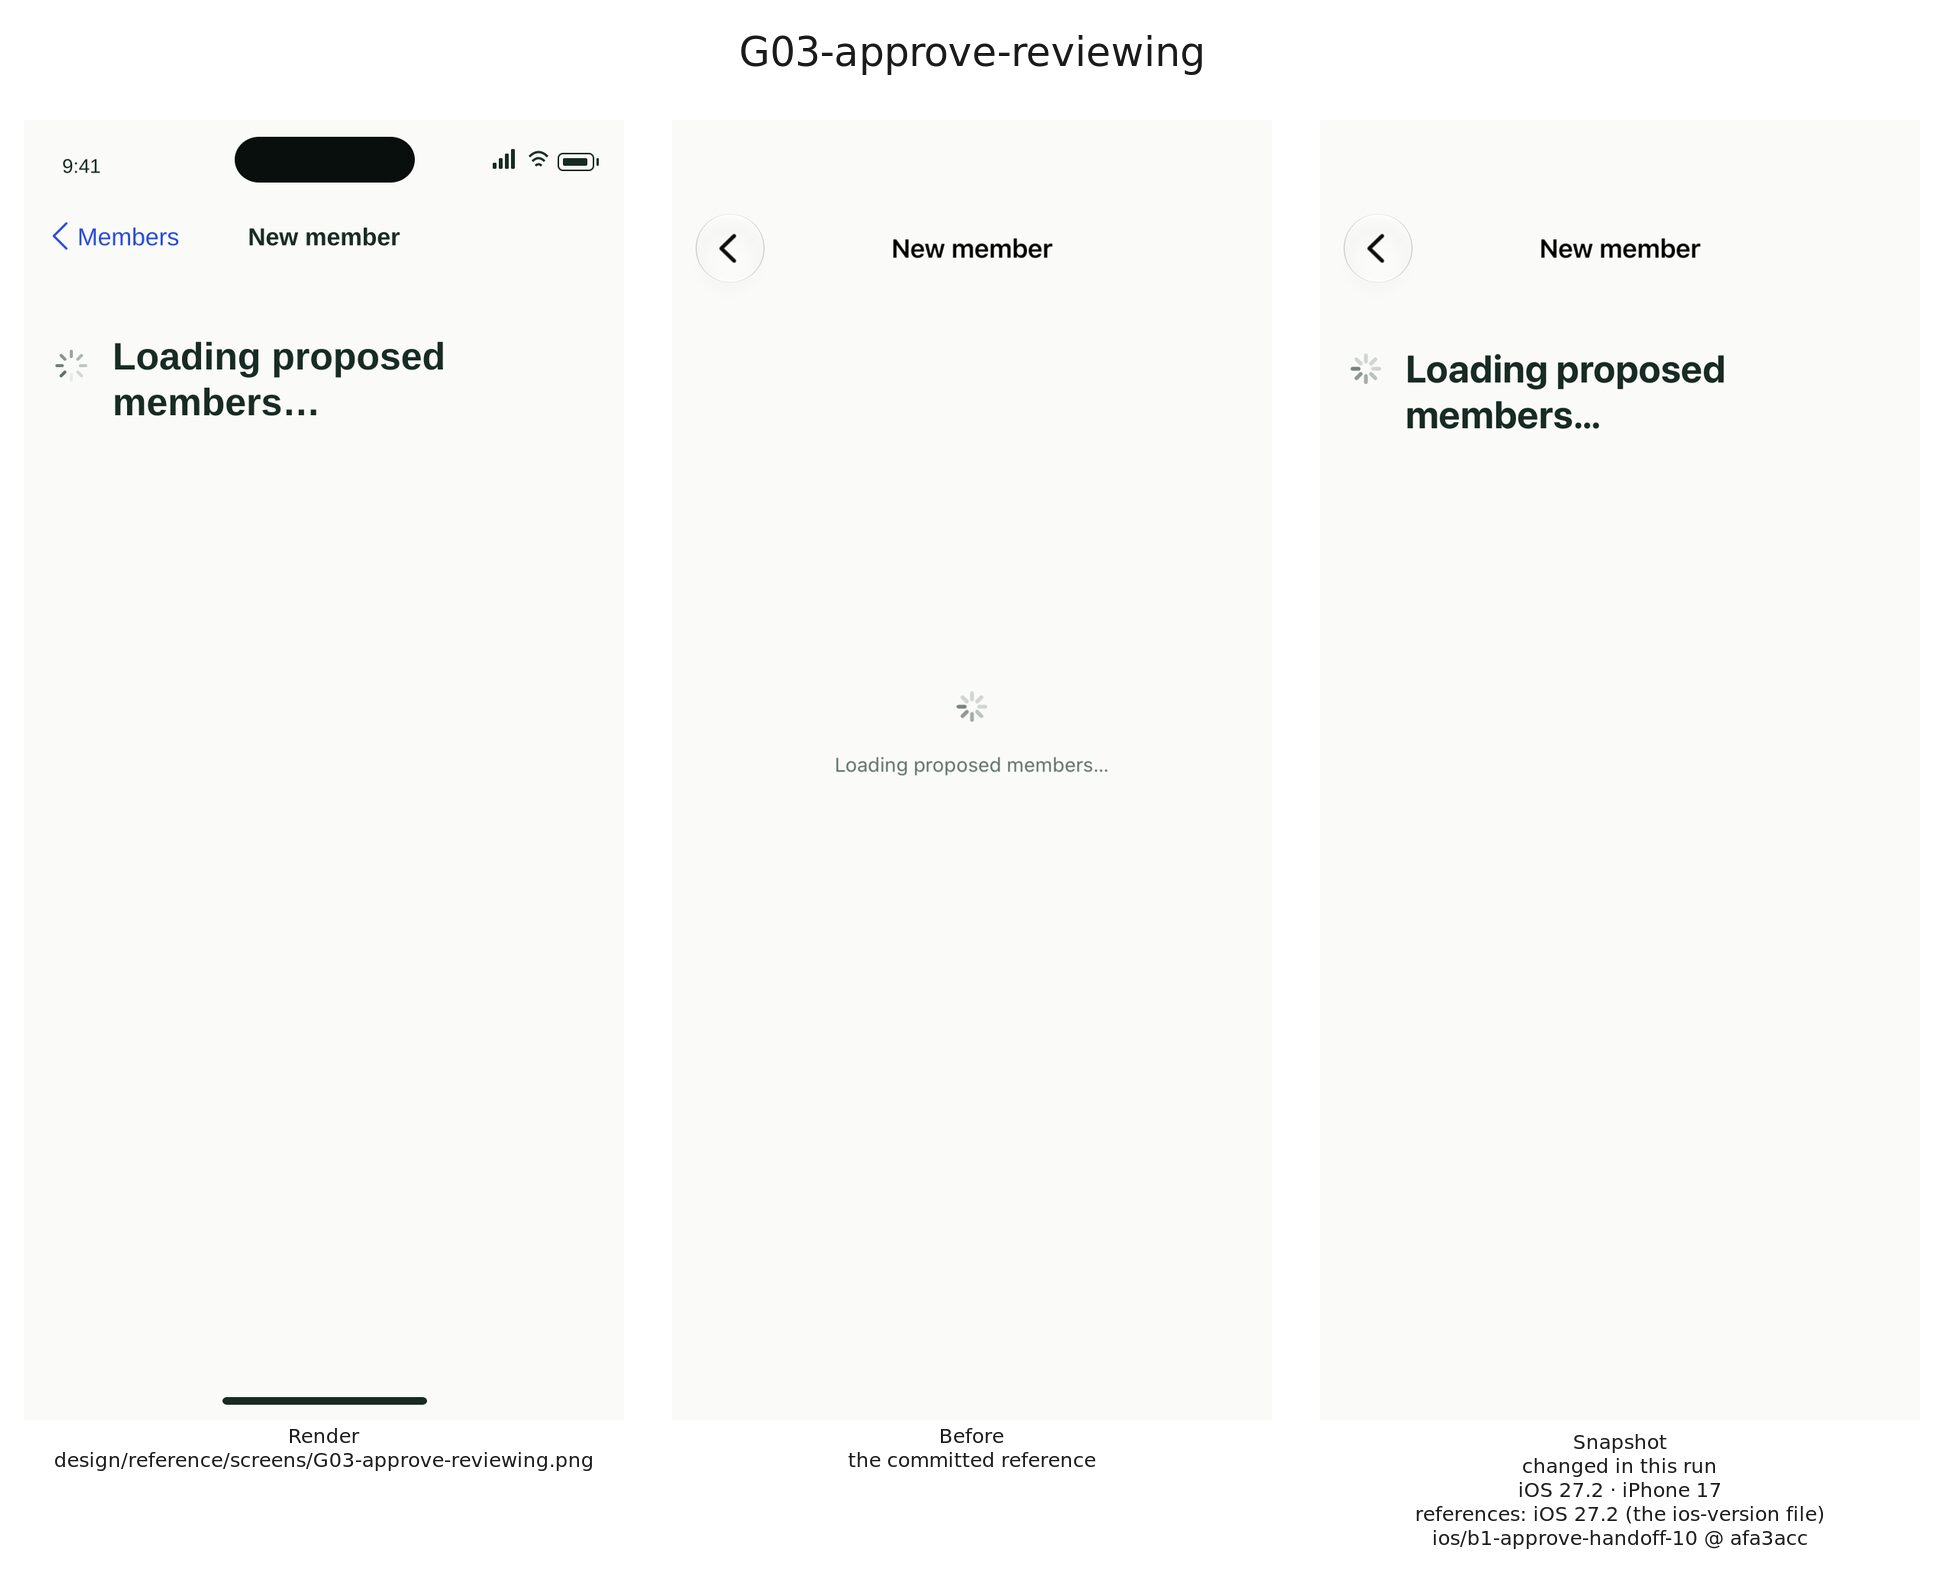 G03-approve-reviewing
9:41
Members
New member
Loading proposed
members...
Render
design/reference/screens/G03-approve-reviewing.png
New member
Loading proposed members...
Before
the committed reference
New member
Loading proposed
members...
Snapshot
changed in this run
iOS 27.2 · iPhone 17
references: iOS 27.2 (the ios-version file)
ios/b1-approve-handoff-10 @ afa3acc